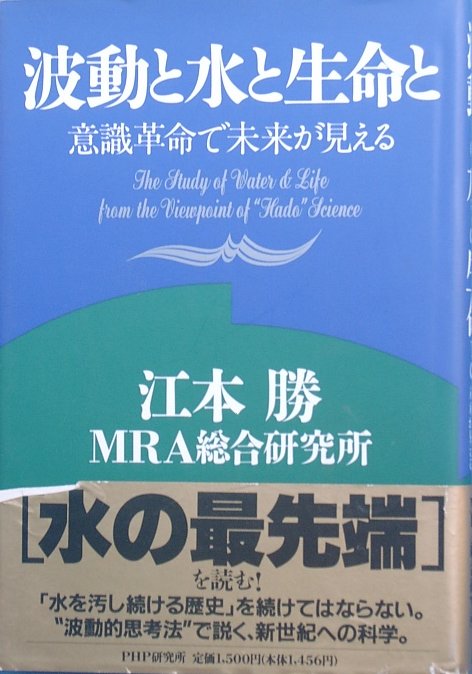 波動と水と生命と
意識革命で未来が見える
The Study of Water & Life
from the Viewpoint of "Hado" Science
江本 勝
MRA総合研究所
[水の最先端]
を読む!
「水を汚し続ける歴史」を続けてはならない。
"波動的思考法"で説く、新世紀への科学。
PHP研究所 定価1,500円(本体1,456円)